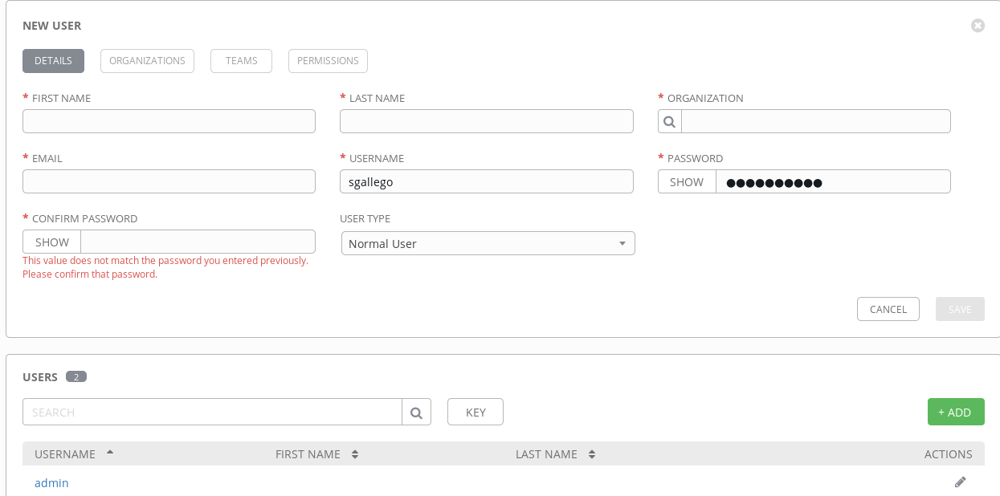 NEW USER
DETAILS ORGANIZATIONS TEAMS PERMISSIONS
* FIRST NAME * LAST NAME * ORGANIZATION
* EMAIL * USERNAME * PASSWORD
sgallego SHOW ●●●●●●●●●●
* CONFIRM PASSWORD USER TYPE
SHOW Normal User
This value does not match the password you entered previously.
Please confirm that password.
CANCEL SAVE
USERS 2
SEARCH KEY + ADD
USERNAME FIRST NAME LAST NAME ACTIONS
admin